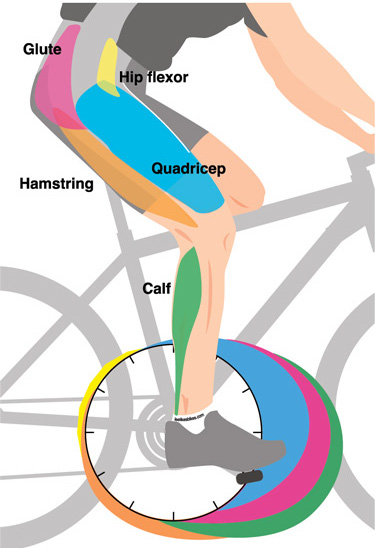 Glute
Hip flexor
Quadricep
Hamstring
Calf